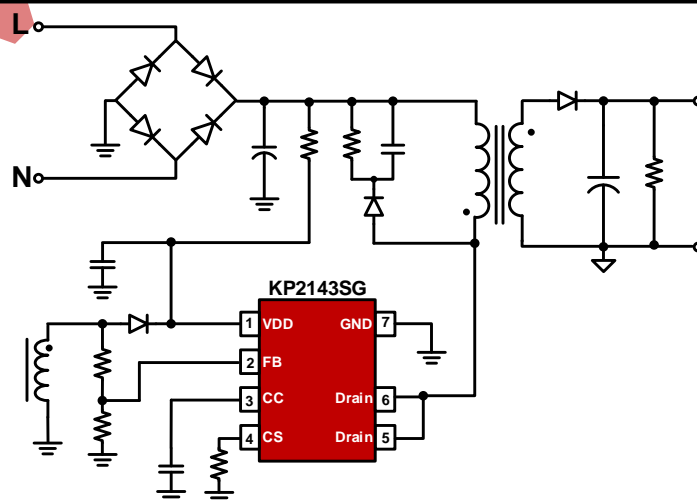 L
N
KP2143SG
1 VDD GND 7
2 FB
3 CC Drain 6
4 CS Drain 5